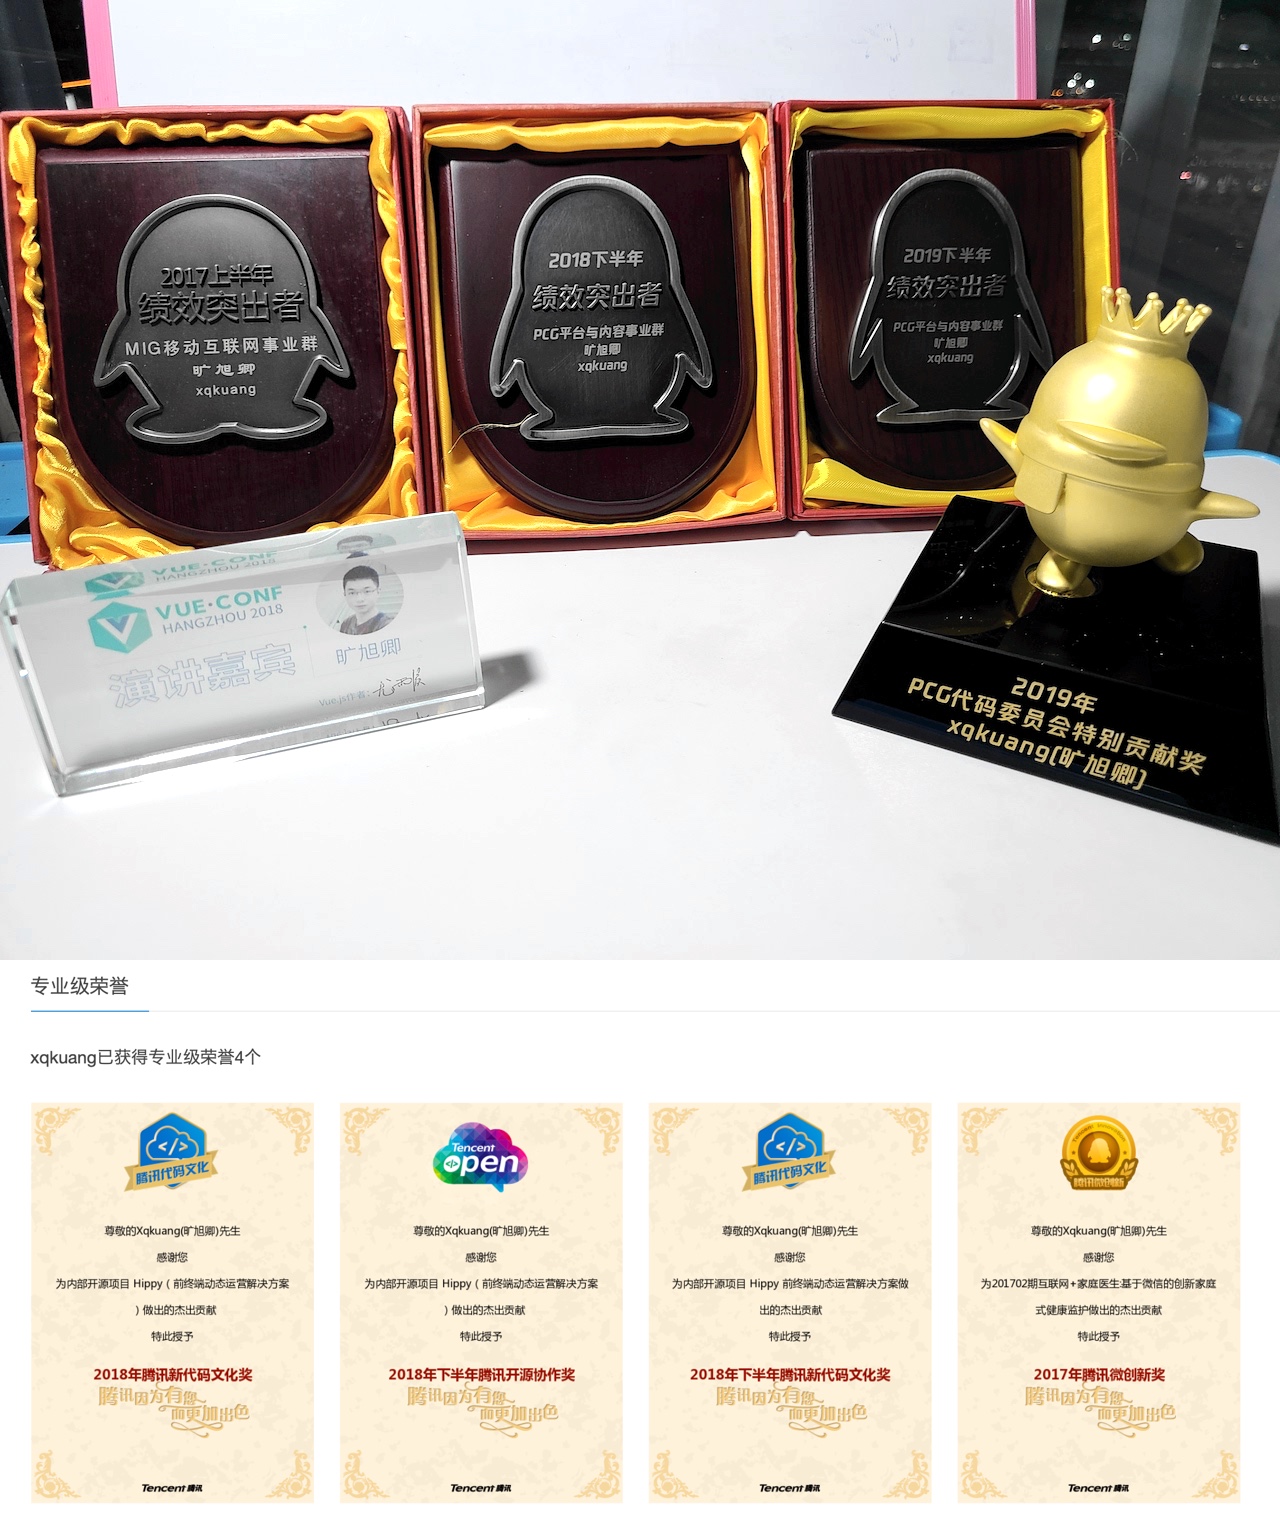 2017上半年
绩效突出者
MIG移动互联网事业群
旷旭卿
xqkuang
2018下半年
绩效突出者
PCG平台与内容事业群
旷旭卿
xqkuang
2019下半年
绩效突出者
PCG平台与内容事业群
旷旭卿
xqkuang
VUE·CONF
HANGZHOU 2018
VUE·CONF
HANGZHOU 2018
演讲嘉宾
旷旭卿
Vue.js作者:
2019年
PCG代码委员会特别贡献奖
xqkuang(旷旭卿)
专业级荣誉
xqkuang已获得专业级荣誉4个
腾讯代码文化
尊敬的Xqkuang(旷旭卿)先生
感谢您
为内部开源项目 Hippy（前终端动态运营解决方案
）做出的杰出贡献
特此授予
2018年腾讯新代码文化奖
腾讯因为有您
而更加出色
Tencent 腾讯
Tencent
open
尊敬的Xqkuang(旷旭卿)先生
感谢您
为内部开源项目 Hippy（前终端动态运营解决方案
）做出的杰出贡献
特此授予
2018年下半年腾讯开源协作奖
腾讯因为有您
而更加出色
Tencent 腾讯
腾讯代码文化
尊敬的Xqkuang(旷旭卿)先生
感谢您
为内部开源项目 Hippy 前终端动态运营解决方案做
出的杰出贡献
特此授予
2018年下半年腾讯新代码文化奖
腾讯因为有您
而更加出色
Tencent 腾讯
腾讯微创新
尊敬的Xqkuang(旷旭卿)先生
感谢您
为201702期互联网+家庭医生:基于微信的创新家庭
式健康监护做出的杰出贡献
特此授予
2017年腾讯微创新奖
腾讯因为有您
而更加出色
Tencent 腾讯